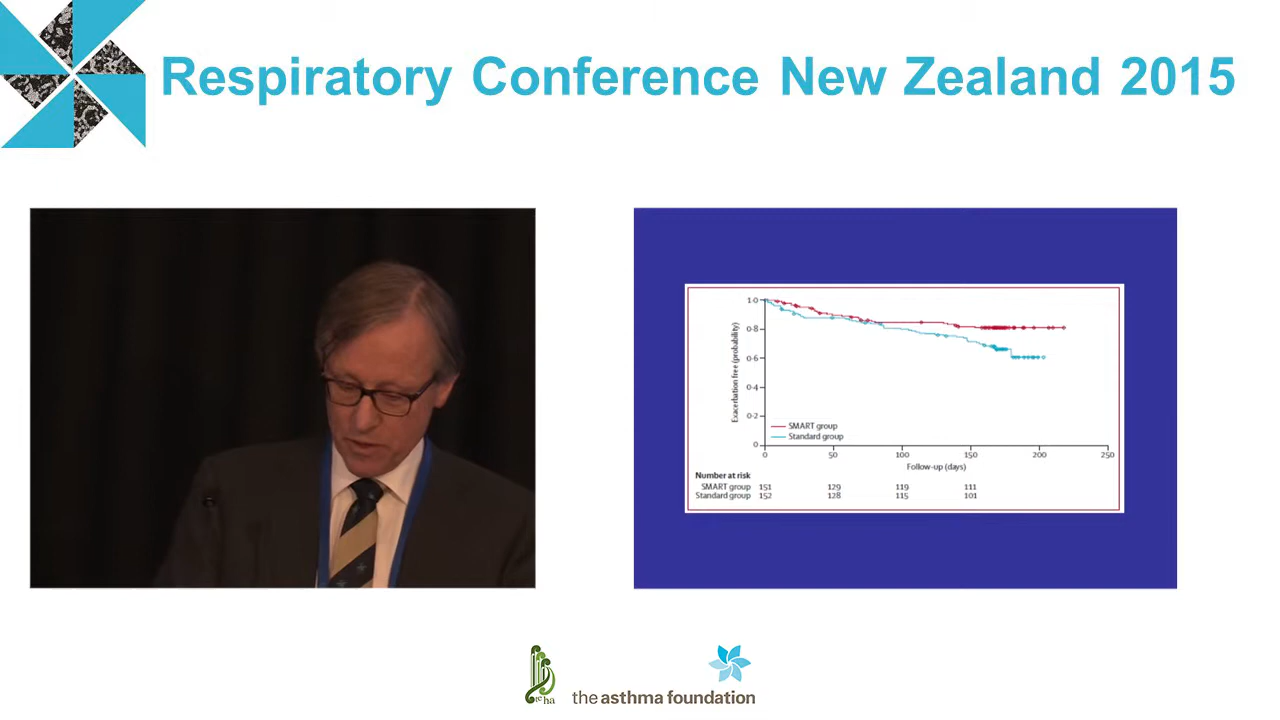 Respiratory Conference New Zealand 2015
1·0
0·8
0·6
0·4
0·2
0
Exacerbation free (probability)
SMART group
Standard group
0 50 100 150 200 250
Follow-up (days)
Number at risk
SMART group 151 129 119 111
Standard group 152 128 115 101
te ha
the asthma foundation